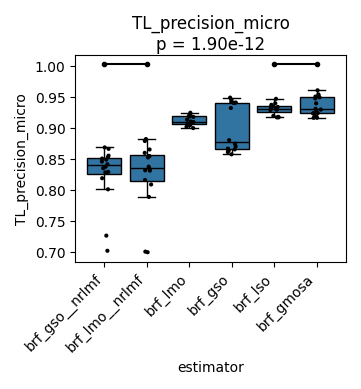 TL_precision_micro
p = 1.90e-12
TL_precision_micro
1.00
0.95
0.90
0.85
0.80
0.75
0.70
brf_gso__nrlmf
brf_lmo__nrlmf
brf_lmo
brf_gso
brf_lso
brf_gmosa
estimator